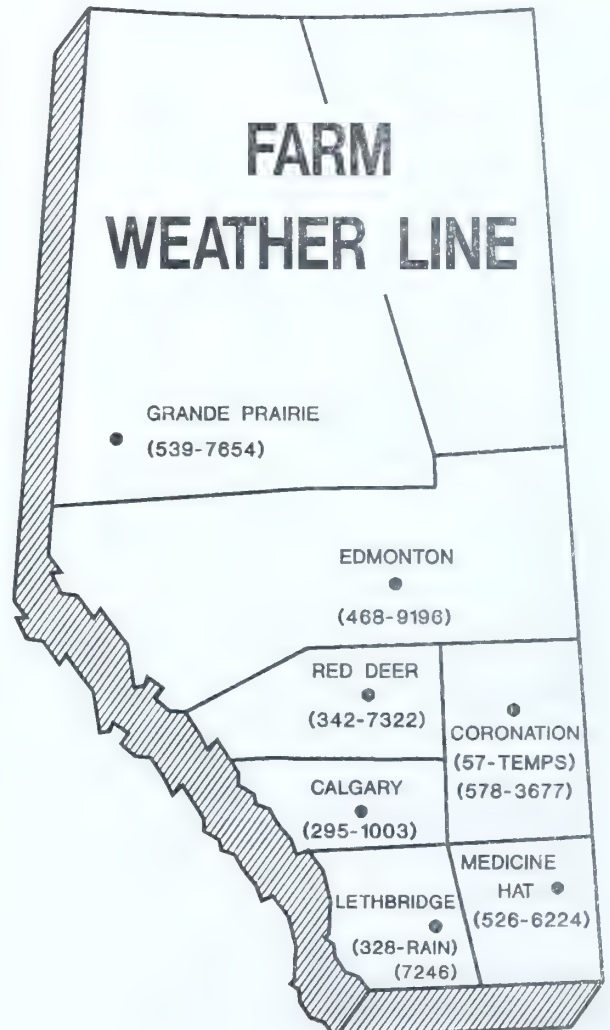 FARM
WEATHER LINE
GRANDE PRAIRIE
(539-7654)
EDMONTON
(468-9196)
RED DEER
(342-7322)
CORONATION
(57-TEMPS)
(578-3677)
CALGARY
(295-1003)
MEDICINE
HAT
(526-6224)
LETHBRIDGE
(328-RAIN)
(7246)